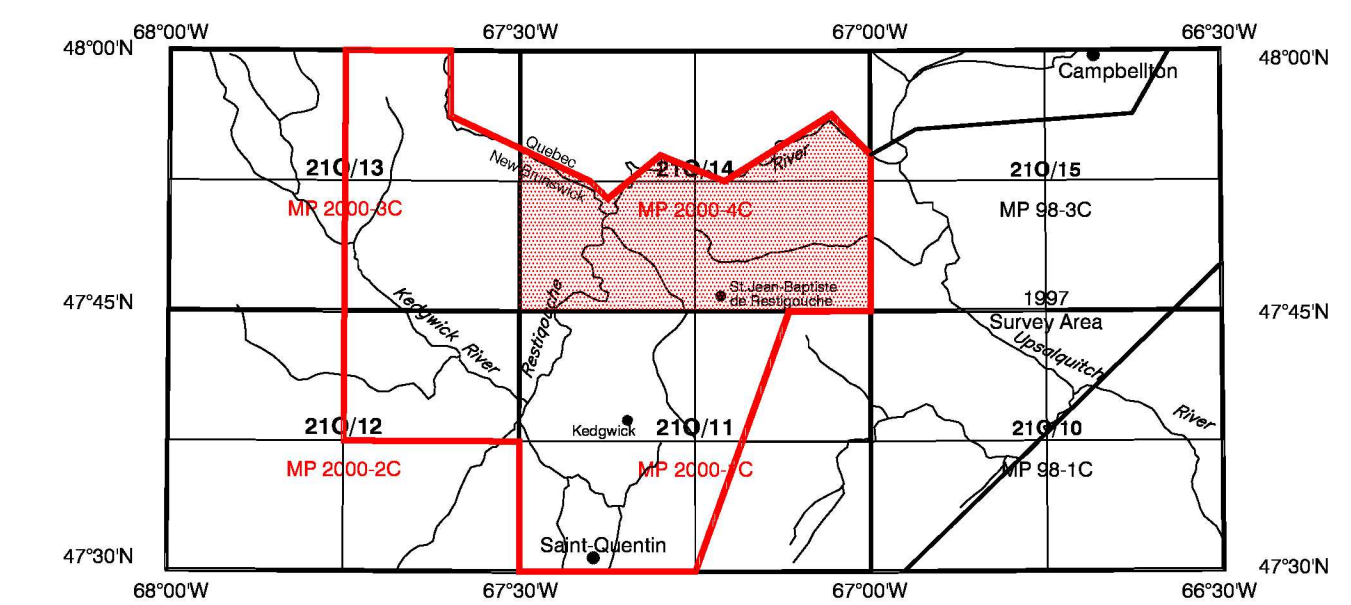 68°00'W 67°30'W 67°00'W 66°30'W
48°00'N 48°00'N
Campbellton
Quebec
New Brunswick
River
21O/13 21O/14 21O/15
MP 2000-3C MP 2000-4C MP 98-3C
St.Jean-Baptiste
de Restigouche
47°45'N 47°45'N
1997
Survey Area
Kedgwick River
Restigouche
Upsalquitch
River
Kedgwick
21O/12 21O/11 21O/10
MP 2000-2C MP 2000-1C MP 98-1C
Saint-Quentin
47°30'N 47°30'N
68°00'W 67°30'W 67°00'W 66°30'W